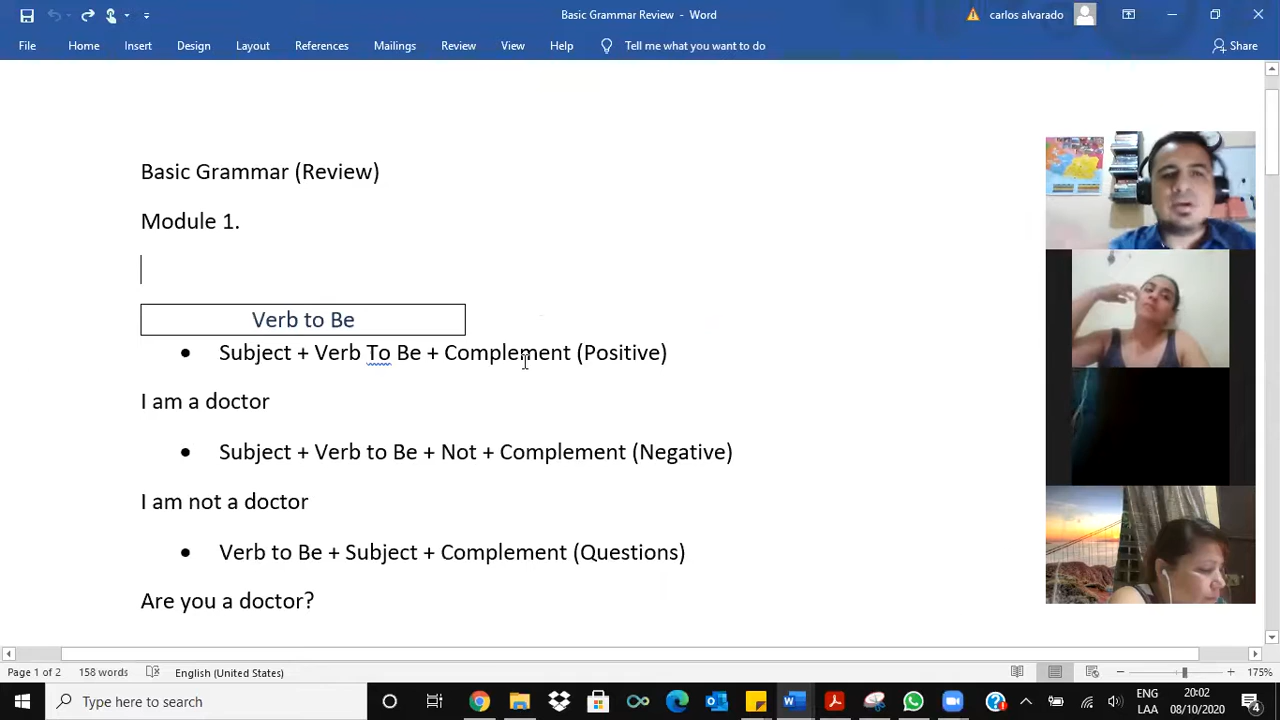 Basic Grammar Review - Word
carlos alvarado
File Home Insert Design Layout References Mailings Review View Help Tell me what you want to do Share
Basic Grammar (Review)
Module 1.
Verb to Be
• Subject + Verb To Be + Complement (Positive)
I am a doctor
• Subject + Verb to Be + Not + Complement (Negative)
I am not a doctor
• Verb to Be + Subject + Complement (Questions)
Are you a doctor?
Page 1 of 2 158 words English (United States) 175%
Type here to search
ENG 20:02
LAA 08/10/2020